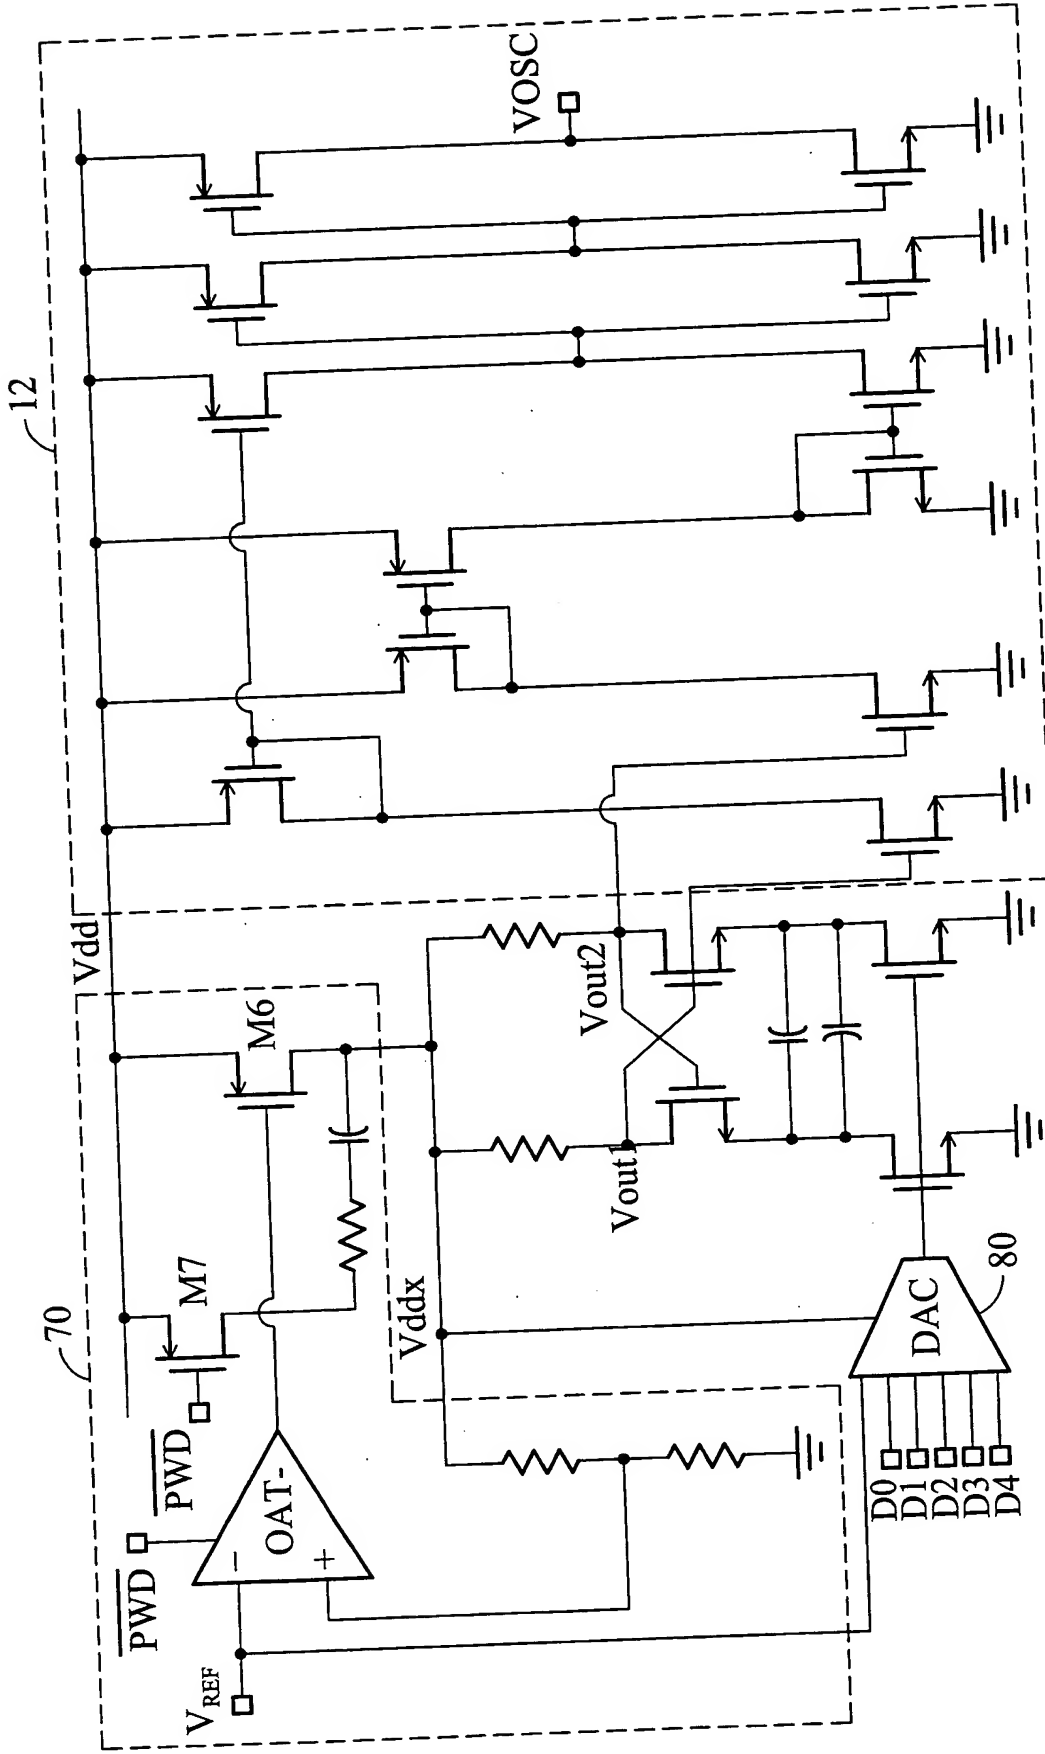 12
VOSC
Vdd
70
M6
M7
PWD
PWD
OAT-
−
+
VREF
Vddx
Vout2
Vout1
DAC
80
D0
D1
D2
D3
D4